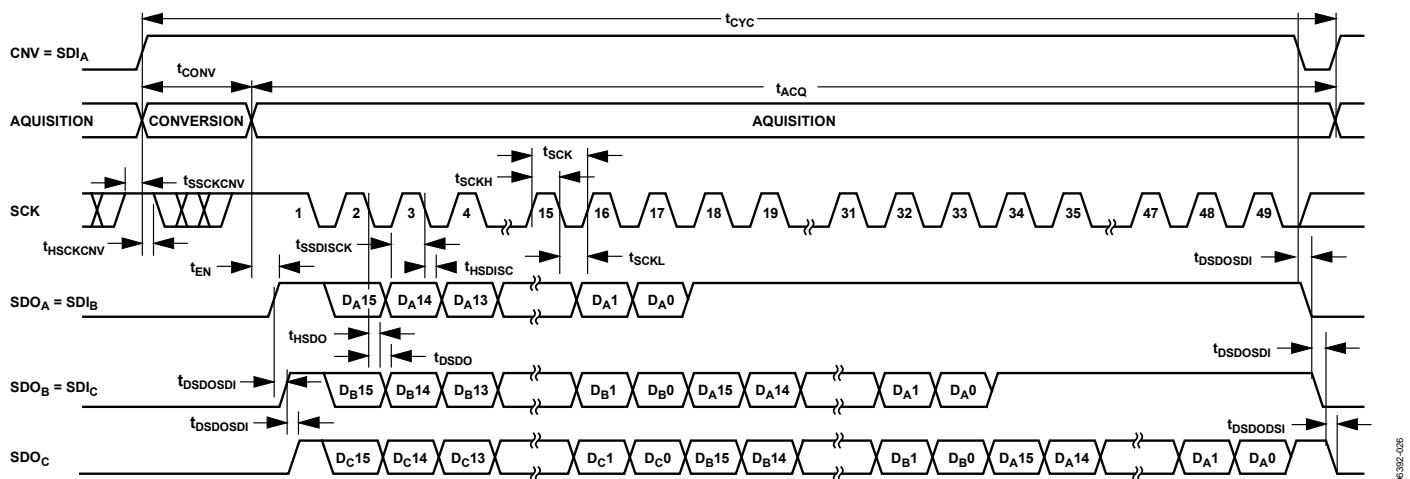 tCYC
CNV = SDIA
tCONV
tACQ
AQUISITION CONVERSION AQUISITION
tSCK
tSSCKCNV
tSCKH
SCK 1 2 3 4 15 16 17 18 19 31 32 33 34 35 47 48 49
tHSCKCNV
tSSDISCK
tEN
tHSDISC
tSCKL
tDSDOSDI
SDOA = SDIB DA15 DA14 DA13 DA1 DA0
tHSDO
tDSDO
tDSDOSDI
tDSDOSDI
SDOB = SDIC DB15 DB14 DB13 DB1 DB0 DA15 DA14 DA1 DA0
tDSDOSDI
tDSDODSI
SDOC DC15 DC14 DC13 DC1 DC0 DB15 DB14 DB1 DB0 DA15 DA14 DA1 DA0